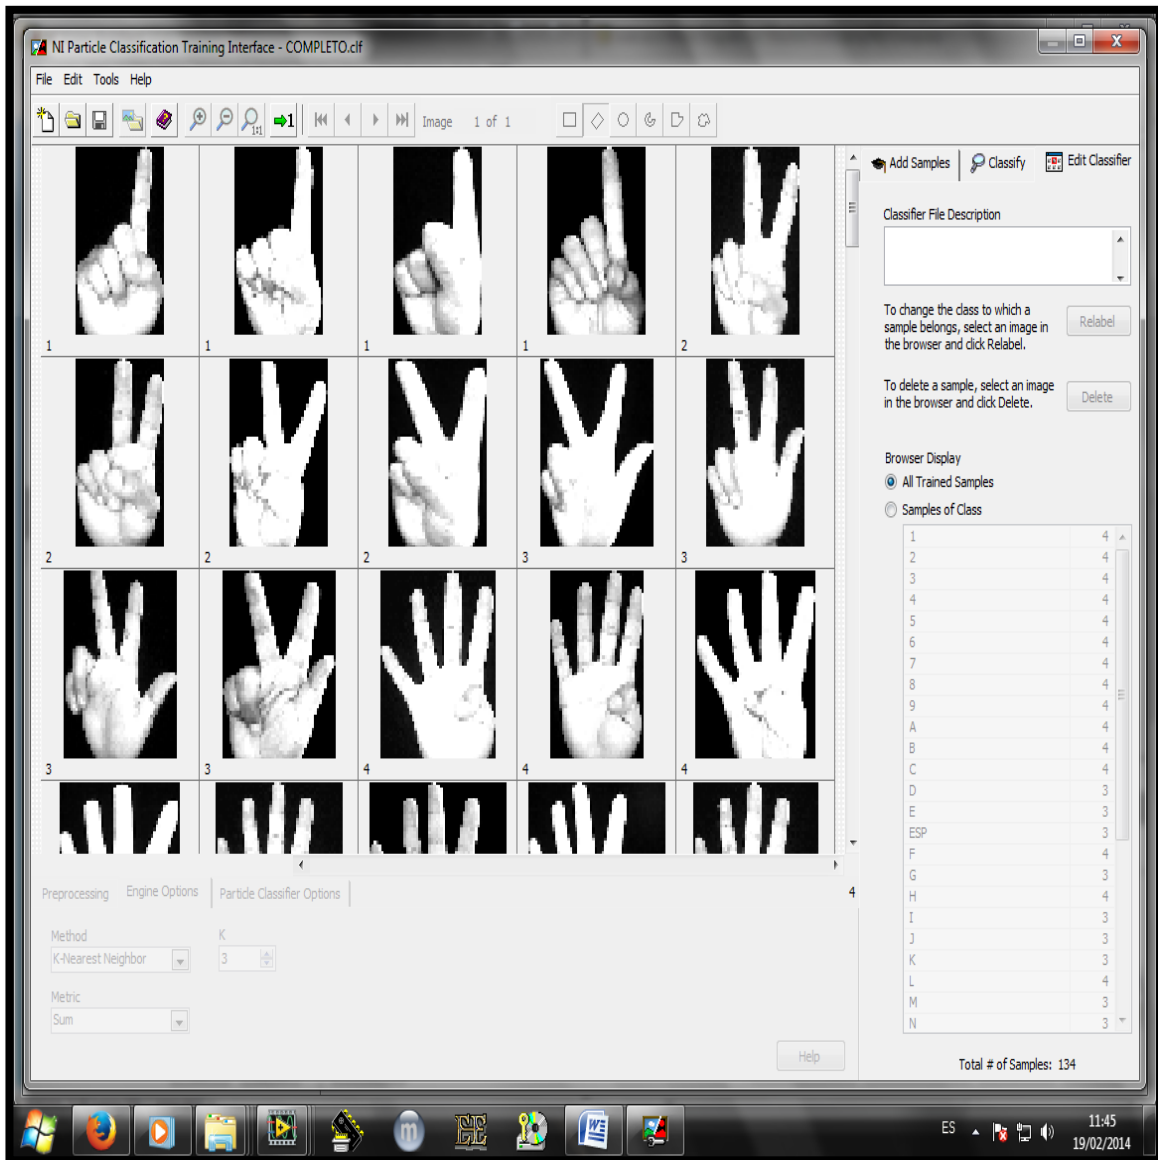 NI Particle Classification Training Interface - COMPLETO.clf
File Edit Tools Help
1:1 1 Image 1 of 1
Add Samples Classify Edit Classifier
Classifier File Description
To change the class to which a
sample belongs, select an image in
the browser and click Relabel.
Relabel
To delete a sample, select an image
in the browser and click Delete.
Delete
Browser Display
All Trained Samples
Samples of Class
1 4
2 4
3 4
4 4
5 4
6 4
7 4
8 4
9 4
A 4
B 4
C 4
D 3
E 3
ESP 3
F 4
G 3
H 4
I 3
J 3
K 3
L 4
M 3
N 3
Total # of Samples: 134
1 1 1 1 2
2 2 2 3 3
3 3 4 4 4
4
Preprocessing Engine Options Particle Classifier Options
Method K
K-Nearest Neighbor 3
Metric
Sum
Help
m EE W
ES 11:45
19/02/2014